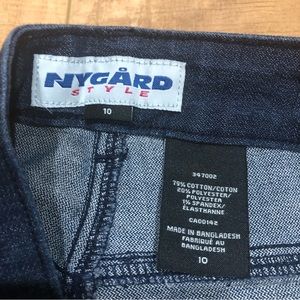 NYGÅRD
STYLE
10
347002
79% COTTON/COTON
20% POLYESTER/
POLYESTER
1% SPANDEX/
ELASTHANNE
CA00142
MADE IN BANGLADESH
FABRIQUÉ AU
BANGLADESH
10